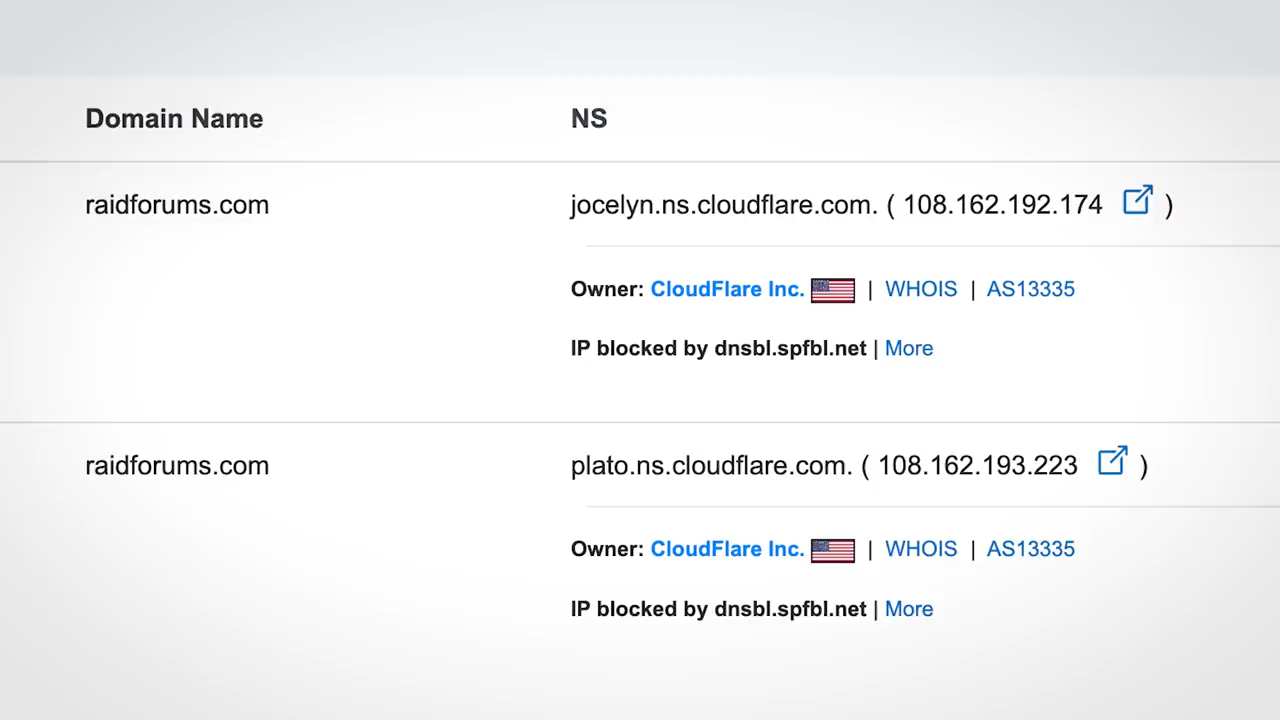 Domain Name NS
raidforums.com jocelyn.ns.cloudflare.com. ( 108.162.192.174 )
Owner: CloudFlare Inc. | WHOIS | AS13335
IP blocked by dnsbl.spfbl.net | More
raidforums.com plato.ns.cloudflare.com. ( 108.162.193.223 )
Owner: CloudFlare Inc. | WHOIS | AS13335
IP blocked by dnsbl.spfbl.net | More